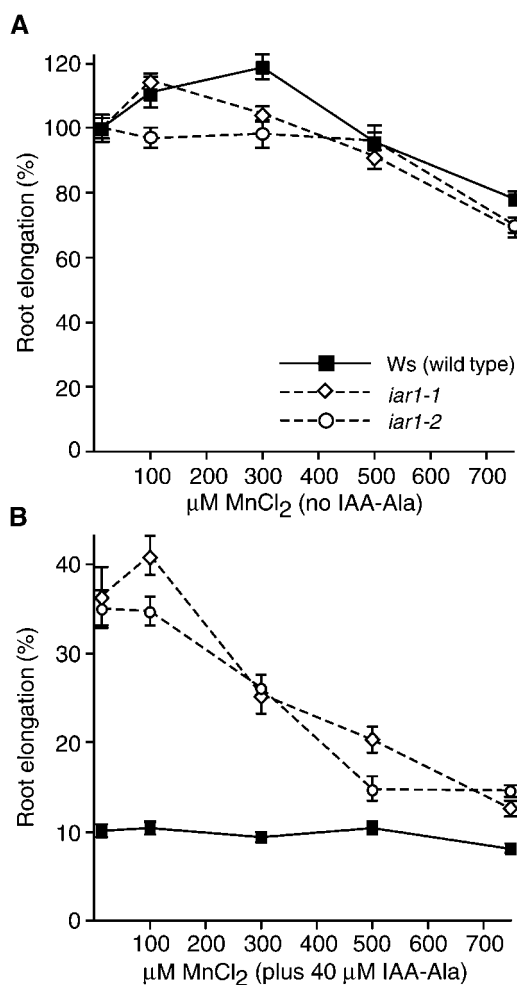 A
120
100
80
60
40
20
0
Root elongation (%)
Ws (wild type)
iar1-1
iar1-2
100 200 300 400 500 600 700
µM MnCl2 (no IAA-Ala)
B
40
30
20
10
0
Root elongation (%)
100 200 300 400 500 600 700
µM MnCl2 (plus 40 µM IAA-Ala)